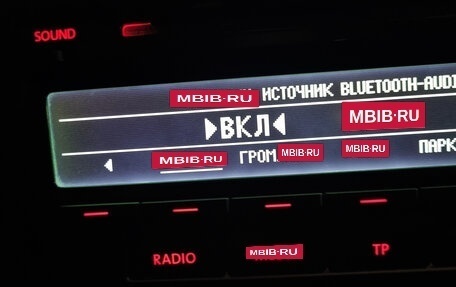 SOUND
MBIB·RU ИСТОЧНИК BLUETOOTH-AUDI
ВКЛ MBIB·RU
MBIB·RU ГРОМ. MBIB·RU MBIB·RU ПАРК
RADIO MBIB·RU TP